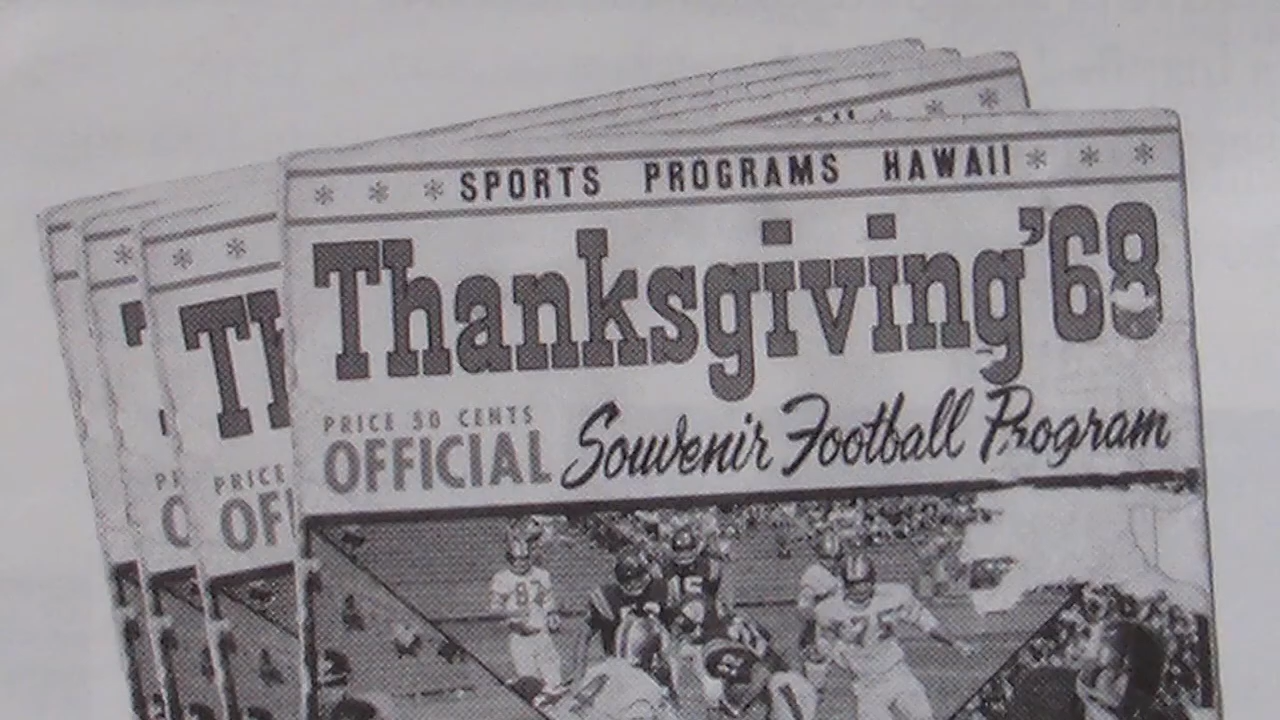 * * * SPORTS PROGRAMS HAWAII * * *
Thanksgiving '68
PRICE 50 CENTS
OFFICIAL Souvenir Football Program